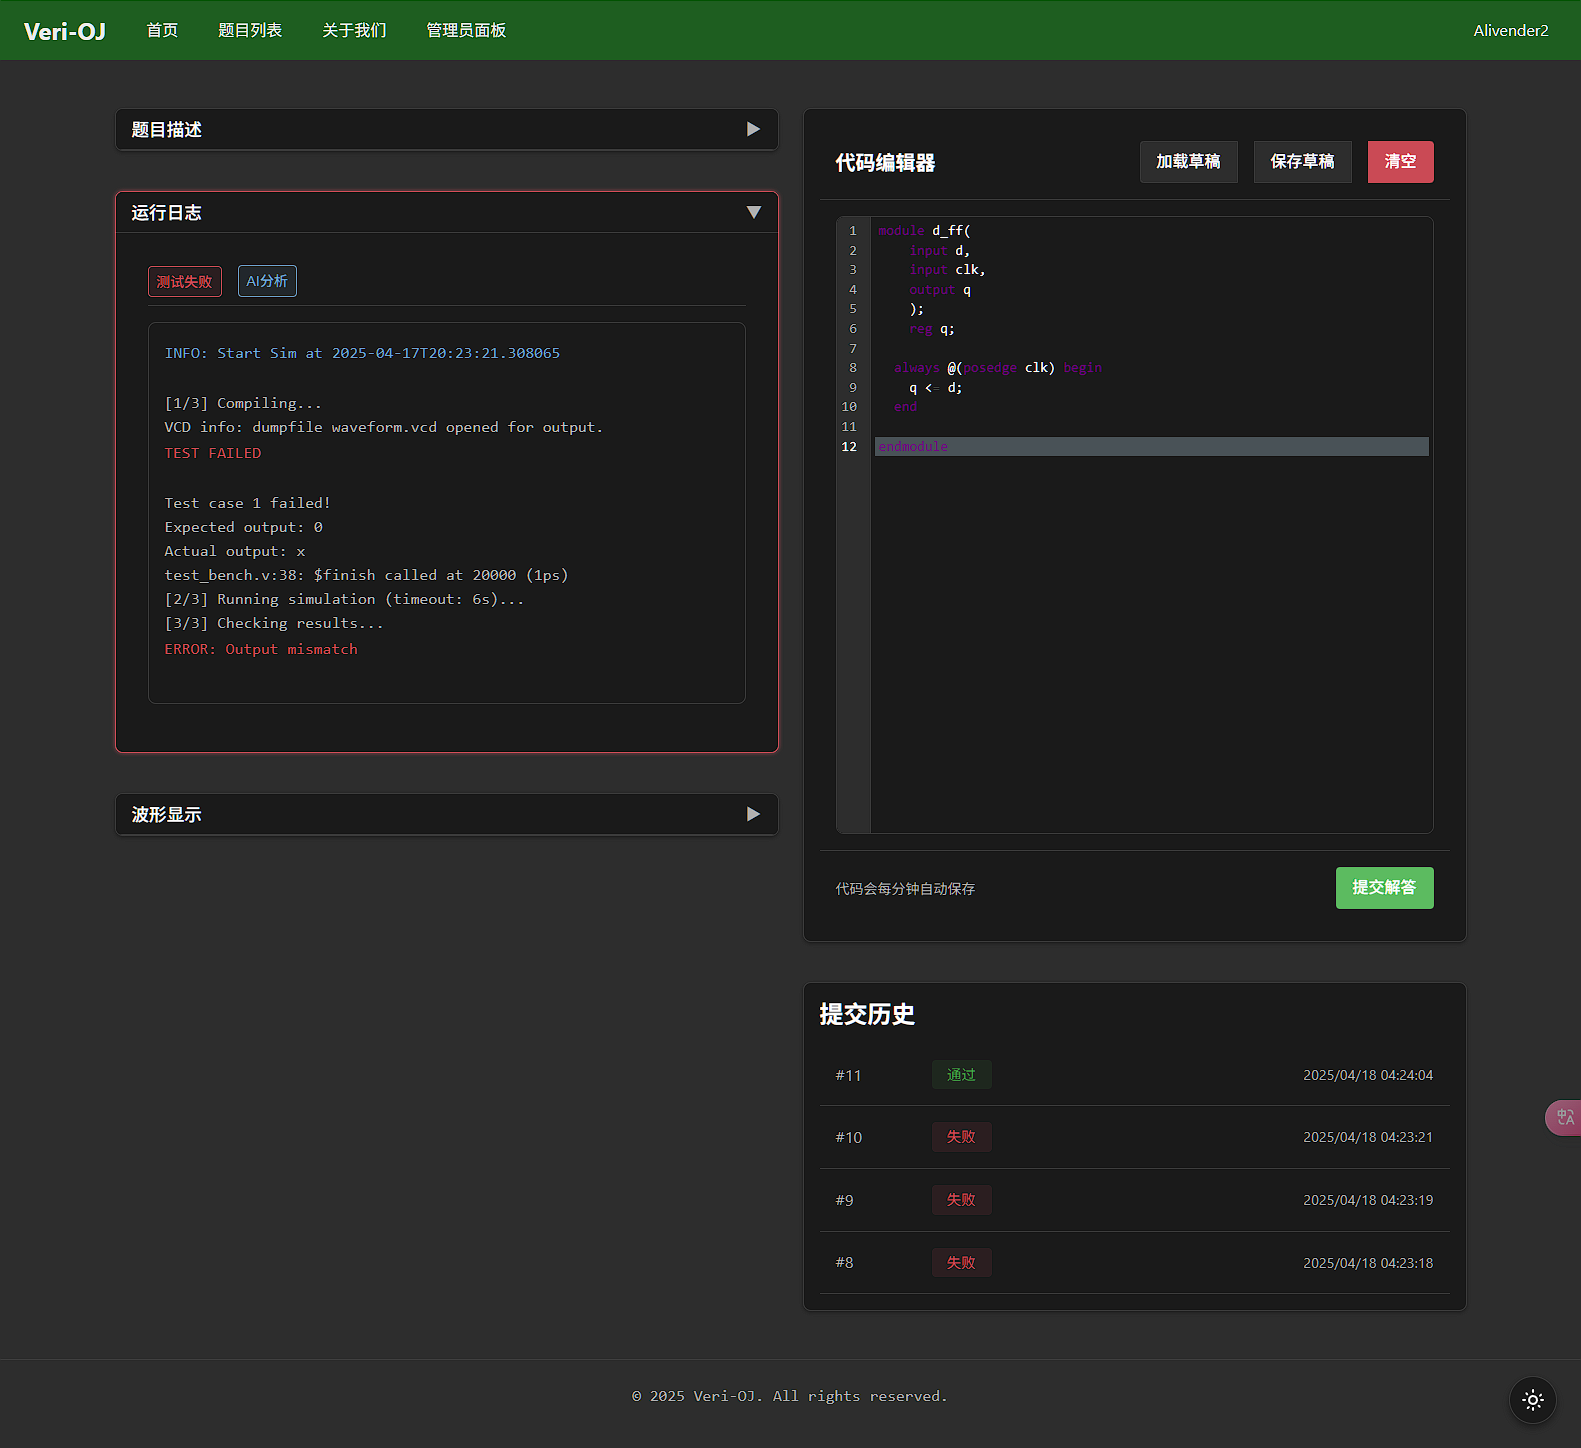 Veri-OJ 首页 题目列表 关于我们 管理员面板 Alivender2
题目描述
运行日志
测试失败 AI分析
INFO: Start Sim at 2025-04-17T20:23:21.308065
[1/3] Compiling...
VCD info: dumpfile waveform.vcd opened for output.
TEST FAILED
Test case 1 failed!
Expected output: 0
Actual output: x
test_bench.v:38: $finish called at 20000 (1ps)
[2/3] Running simulation (timeout: 6s)...
[3/3] Checking results...
ERROR: Output mismatch
波形显示
代码编辑器 加载草稿 保存草稿 清空
1 module d_ff(
2     input d,
3     input clk,
4     output q
5     );
6     reg q;
7
8   always @(posedge clk) begin
9     q <= d;
10   end
11
12 endmodule
代码会每分钟自动保存 提交解答
提交历史
#11 通过 2025/04/18 04:24:04
#10 失败 2025/04/18 04:23:21
#9 失败 2025/04/18 04:23:19
#8 失败 2025/04/18 04:23:18
中A
© 2025 Veri-OJ. All rights reserved.